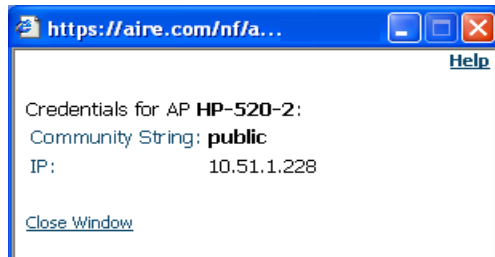 https://aire.com/nf/a...
Help
Credentials for AP HP-520-2:
Community String: public
IP: 10.51.1.228
Close Window